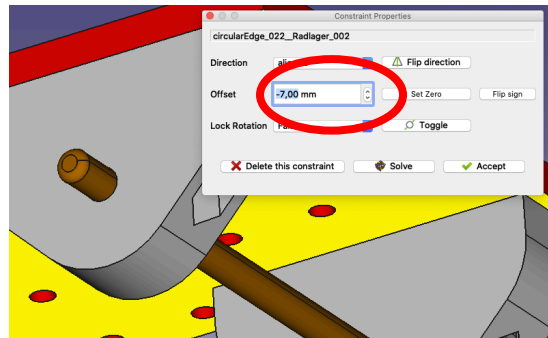 Constraint Properties
circularEdge_022__Radlager_002
Direction Flip direction
Offset -7,00 mm Set Zero Flip sign
Lock Rotation Toggle
Delete this constraint Solve Accept